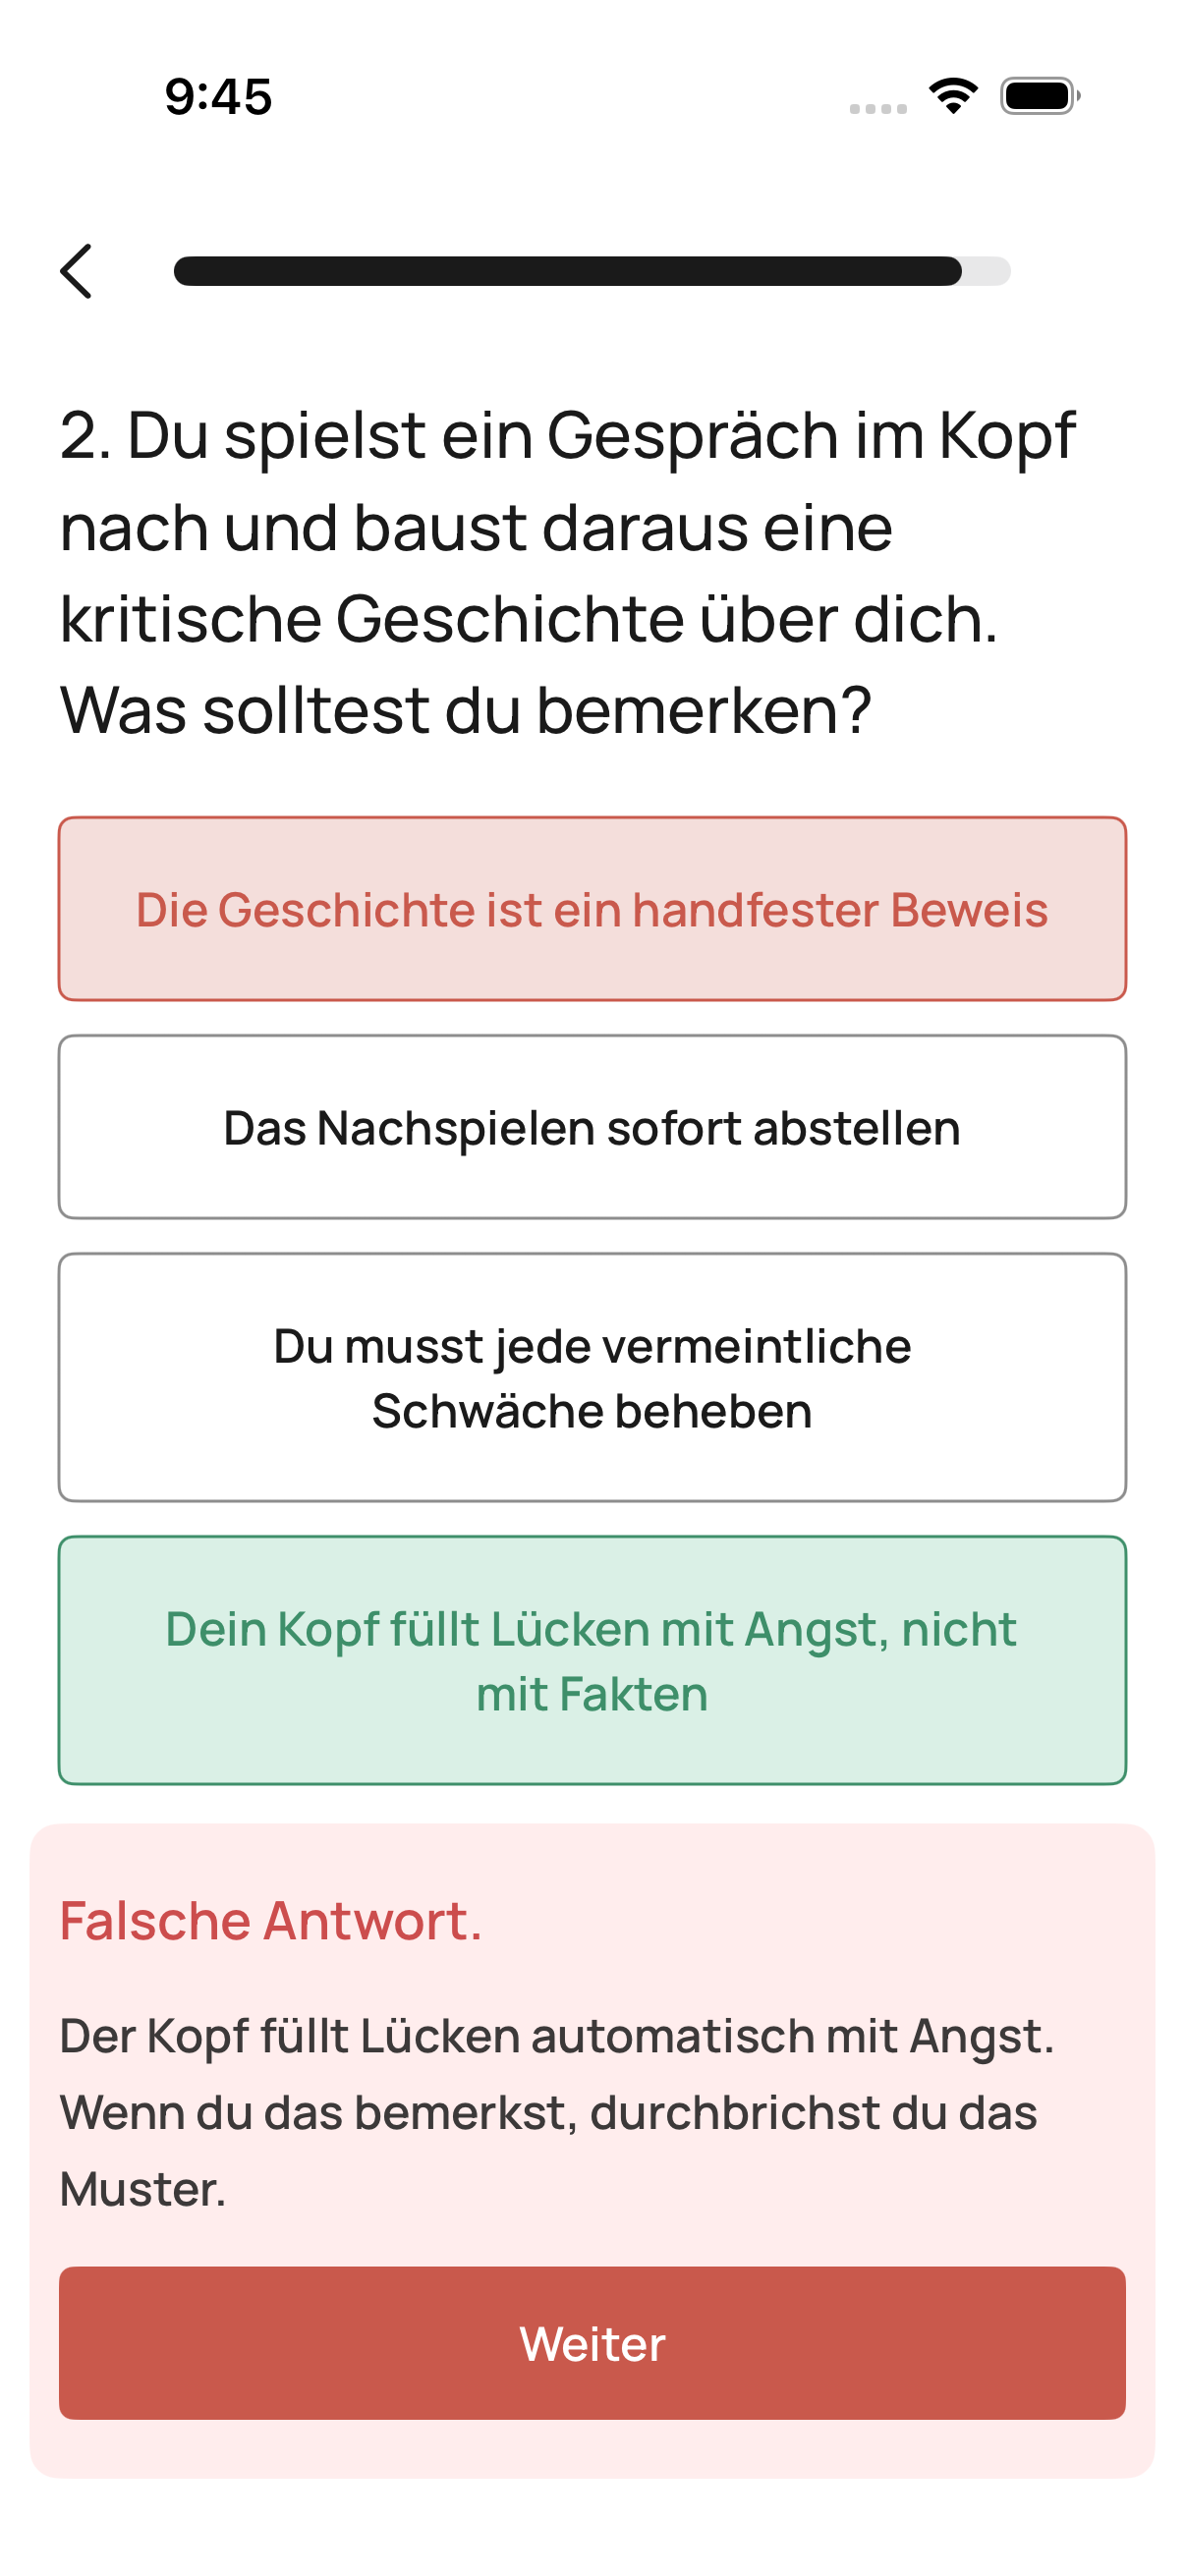 9:45
2. Du spielst ein Gespräch im Kopf
nach und baust daraus eine
kritische Geschichte über dich.
Was solltest du bemerken?
Die Geschichte ist ein handfester Beweis
Das Nachspielen sofort abstellen
Du musst jede vermeintliche
Schwäche beheben
Dein Kopf füllt Lücken mit Angst, nicht
mit Fakten
Falsche Antwort.
Der Kopf füllt Lücken automatisch mit Angst.
Wenn du das bemerkst, durchbrichst du das
Muster.
Weiter